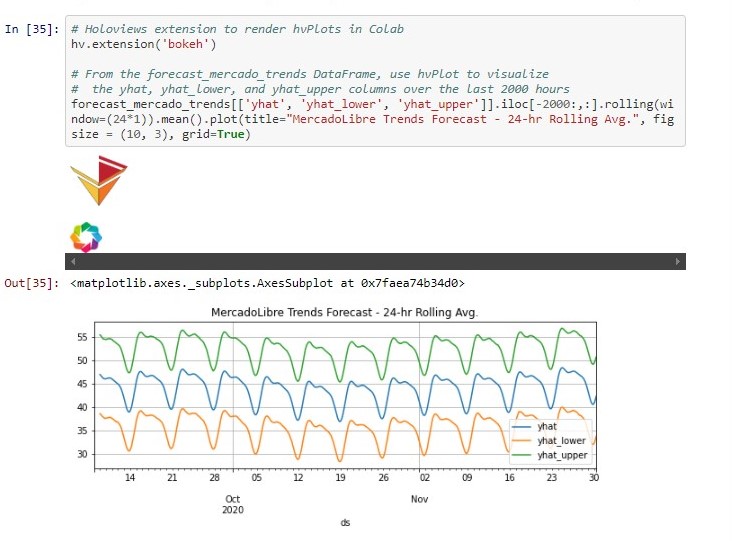 In [35]:
# Holoviews extension to render hvPlots in Colab
hv.extension('bokeh')
# From the forecast_mercado_trends DataFrame, use hvPlot to visualize
#  the yhat, yhat_lower, and yhat_upper columns over the last 2000 hours
forecast_mercado_trends[['yhat', 'yhat_lower', 'yhat_upper']].iloc[-2000:,:].rolling(wi
ndow=(24*1)).mean().plot(title="MercadoLibre Trends Forecast - 24-hr Rolling Avg.", fig
size = (10, 3), grid=True)
Out[35]: <matplotlib.axes._subplots.AxesSubplot at 0x7faea74b34d0>
MercadoLibre Trends Forecast - 24-hr Rolling Avg.
55
50
45
40
35
30
yhat
yhat_lower
yhat_upper
14 21 28 05 12 19 26 02 09 16 23 30
Oct Nov
2020
ds